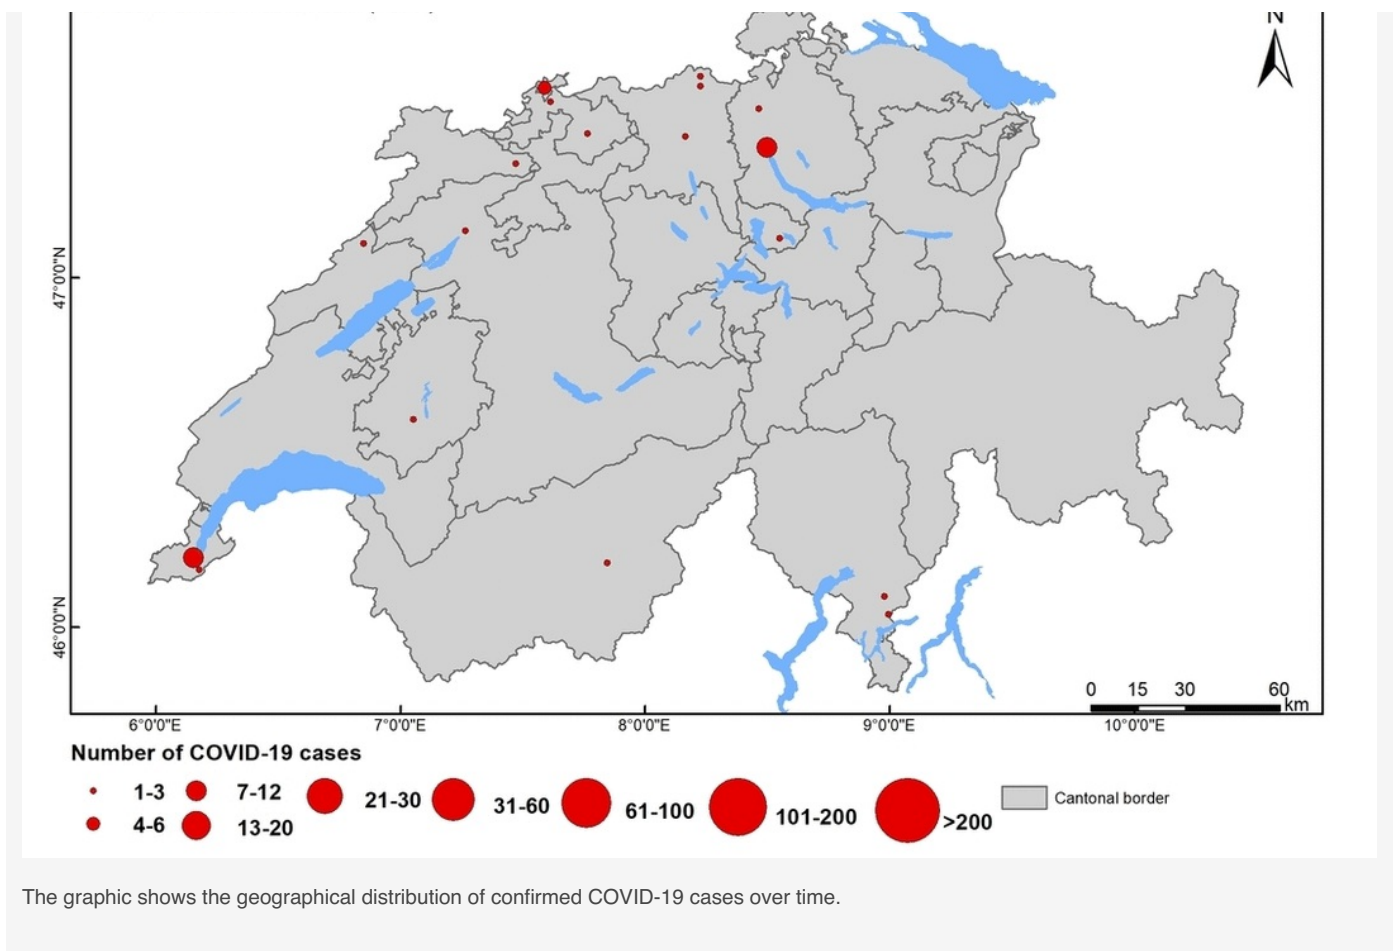 N
47°0'0"N
46°0'0"N
0 15 30 60
km
6°0'0"E 7°0'0"E 8°0'0"E 9°0'0"E 10°0'0"E
Number of COVID-19 cases
1-3 7-12 21-30 31-60 61-100 101-200 >200 Cantonal border
4-6 13-20
The graphic shows the geographical distribution of confirmed COVID-19 cases over time.